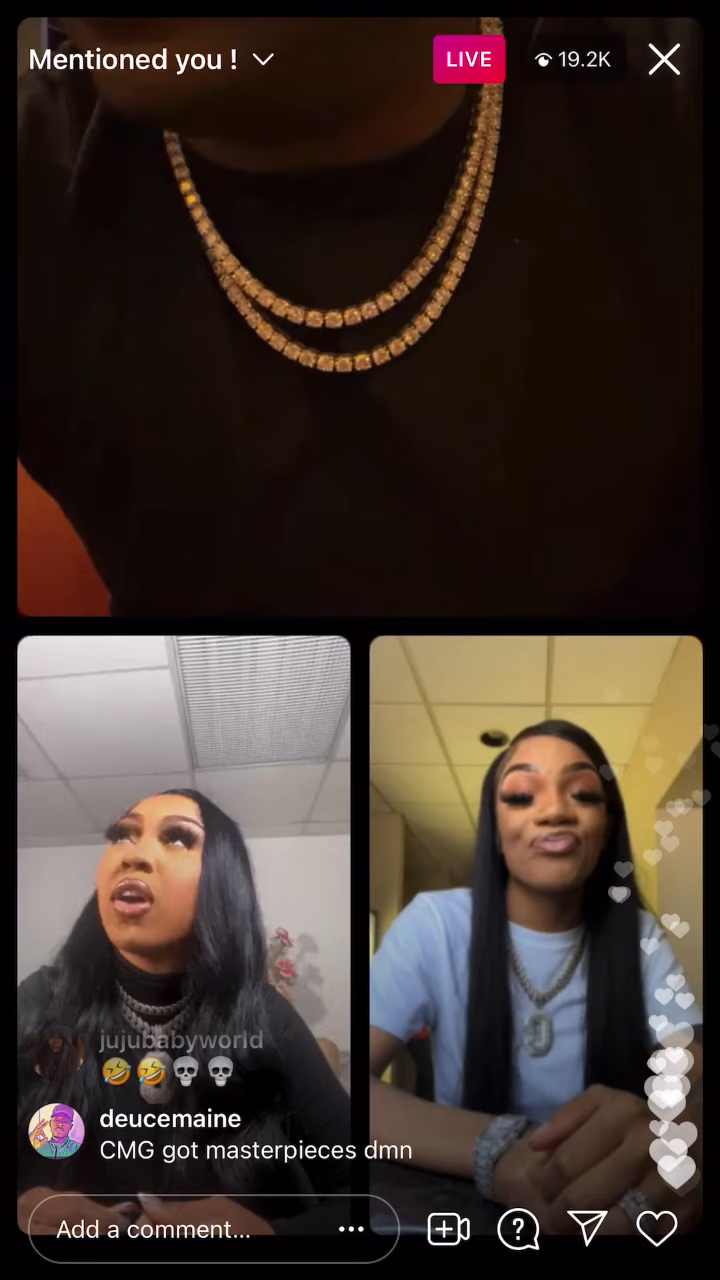 Mentioned you !
LIVE
19.2K
jujubabyworld
🤣🤣💀💀
deucemaine
CMG got masterpieces dmn
Add a comment...